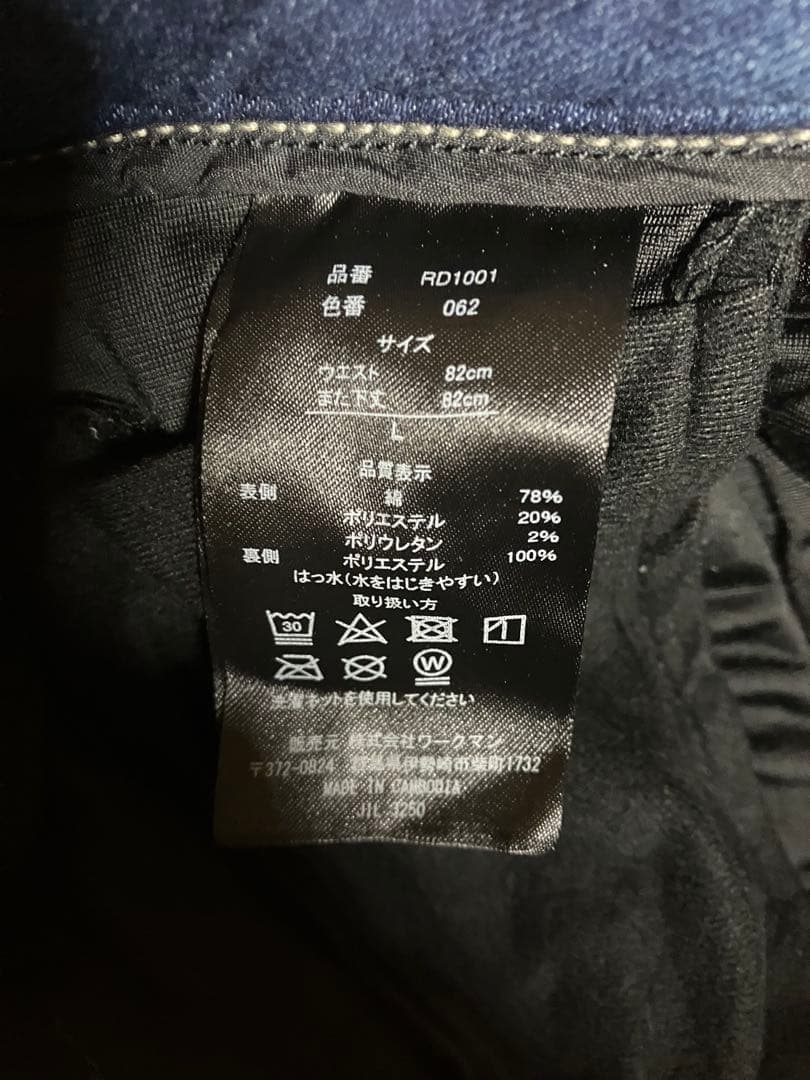 品番 RD1001
色番 062
サイズ
ウエスト 82cm
また下丈 82cm
L
品質表示
表側 綿 78%
ポリエステル 20%
ポリウレタン 2%
裏側 ポリエステル 100%
はっ水(水をはじきやすい)
取り扱い方
30
W
洗濯ネットを使用してください
販売元 株式会社ワークマン
〒372-0824 群馬県伊勢崎市柴町1732
MADE IN CAMBODIA
JIL 3250